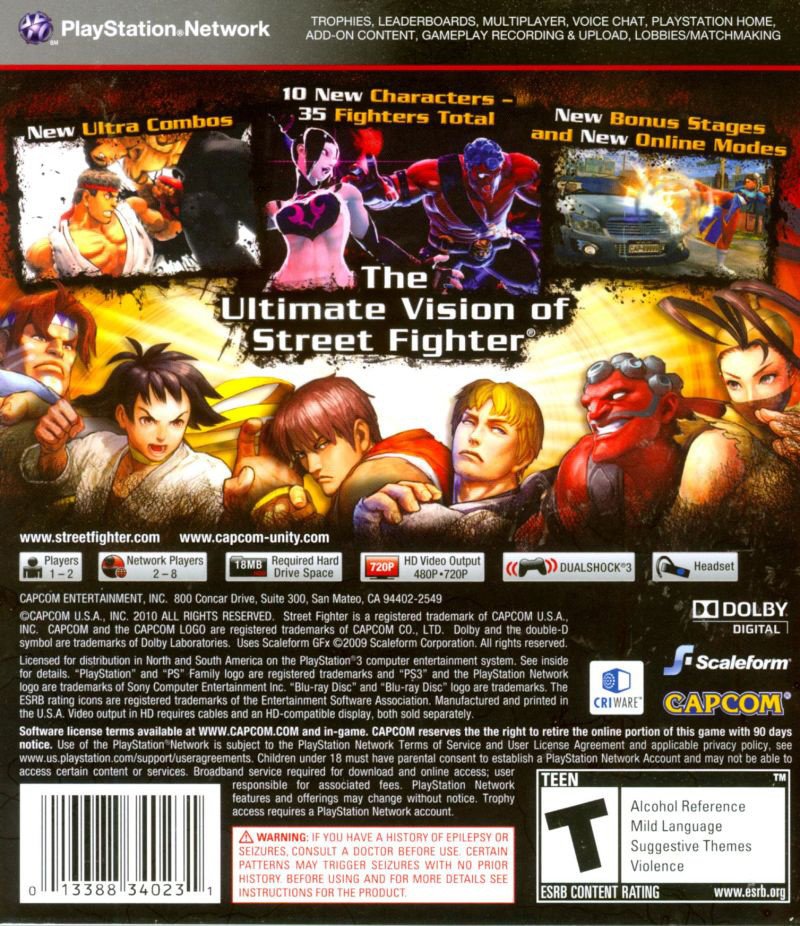 PlayStation®Network
SM
TROPHIES, LEADERBOARDS, MULTIPLAYER, VOICE CHAT, PLAYSTATION HOME,
ADD-ON CONTENT, GAMEPLAY RECORDING & UPLOAD, LOBBIES/MATCHMAKING
New Ultra Combos
10 New Characters –
35 Fighters Total
New Bonus Stages
and New Online Modes
The
Ultimate Vision of
Street Fighter®
www.streetfighter.com www.capcom-unity.com
Players
1 – 2
Network Players
2 – 8
18MB Required Hard
Drive Space
720P HD Video Output
480P•720P
DUALSHOCK®3
Headset
CAPCOM ENTERTAINMENT, INC. 800 Concar Drive, Suite 300, San Mateo, CA 94402-2549
©CAPCOM U.S.A., INC. 2010 ALL RIGHTS RESERVED. Street Fighter is a registered trademark of CAPCOM U.S.A.,
INC. CAPCOM and the CAPCOM LOGO are registered trademarks of CAPCOM CO., LTD. Dolby and the double-D
symbol are trademarks of Dolby Laboratories. Uses Scaleform GFx ©2009 Scaleform Corporation. All rights reserved.
Licensed for distribution in North and South America on the PlayStation®3 computer entertainment system. See inside
for details. "PlayStation" and "PS" Family logo are registered trademarks and "PS3" and the PlayStation Network
logo are trademarks of Sony Computer Entertainment Inc. "Blu-ray Disc" and "Blu-ray Disc" logo are trademarks. The
ESRB rating icons are registered trademarks of the Entertainment Software Association. Manufactured and printed in
the U.S.A. Video output in HD requires cables and an HD-compatible display, both sold separately.
DOLBY
DIGITAL
Scaleform®
CRIWARE™
CAPCOM®
Software license terms available at WWW.CAPCOM.COM and in-game. CAPCOM reserves the the right to retire the online portion of this game with 90 days
notice. Use of the PlayStation®Network is subject to the PlayStation Network Terms of Service and User License Agreement and applicable privacy policy, see
www.us.playstation.com/support/useragreements. Children under 18 must have parental consent to establish a PlayStation Network Account and may not be able to
access certain content or services. Broadband service required for download and online access; user
responsible for associated fees. PlayStation Network
features and offerings may change without notice. Trophy
access requires a PlayStation Network account.
0 13388 34023 1
WARNING: IF YOU HAVE A HISTORY OF EPILEPSY OR
SEIZURES, CONSULT A DOCTOR BEFORE USE. CERTAIN
PATTERNS MAY TRIGGER SEIZURES WITH NO PRIOR
HISTORY. BEFORE USING AND FOR MORE DETAILS SEE
INSTRUCTIONS FOR THE PRODUCT.
TEEN
TM
T
Alcohol Reference
Mild Language
Suggestive Themes
Violence
ESRB CONTENT RATING www.esrb.org